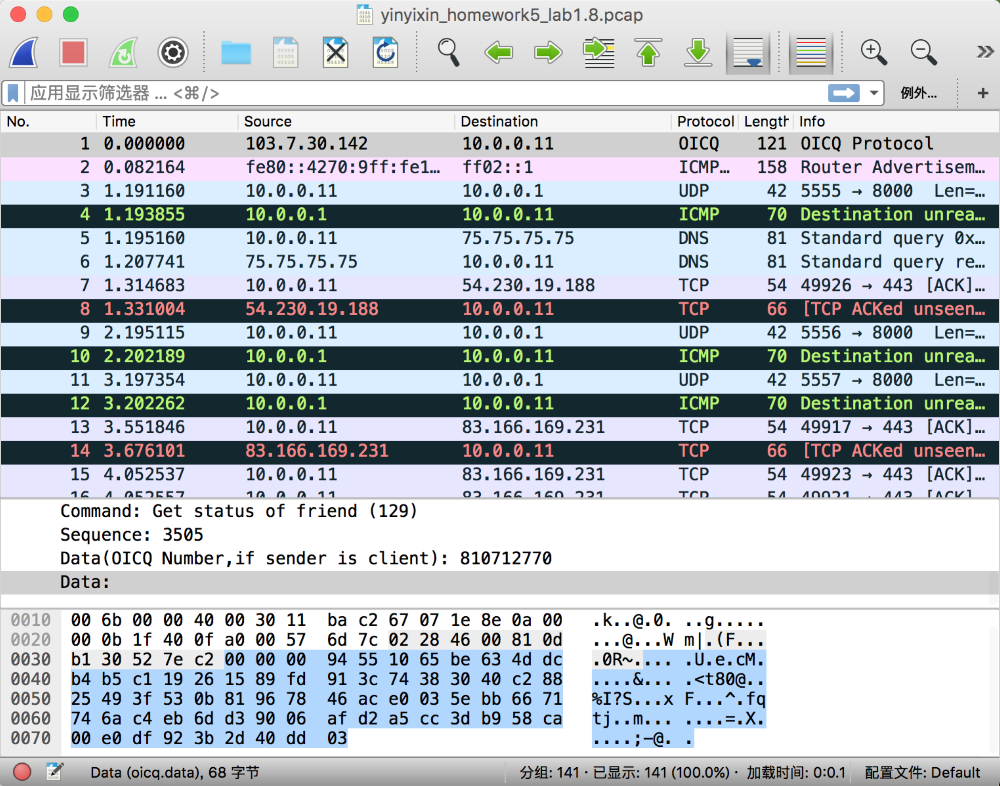 yinyixin_homework5_lab1.8.pcap
应用显示筛选器 … <⌘/>
例外…
+
No. Time Source Destination Protocol Length Info
1 0.000000 103.7.30.142 10.0.0.11 OICQ 121 OICQ Protocol
2 0.082164 fe80::4270:9ff:fe1… ff02::1 ICMP… 158 Router Advertisem…
3 1.191160 10.0.0.11 10.0.0.1 UDP 42 5555 → 8000 Len=…
4 1.193855 10.0.0.1 10.0.0.11 ICMP 70 Destination unrea…
5 1.195160 10.0.0.11 75.75.75.75 DNS 81 Standard query 0x…
6 1.207741 75.75.75.75 10.0.0.11 DNS 81 Standard query re…
7 1.314683 10.0.0.11 54.230.19.188 TCP 54 49926 → 443 [ACK]…
8 1.331004 54.230.19.188 10.0.0.11 TCP 66 [TCP ACKed unseen…
9 2.195115 10.0.0.11 10.0.0.1 UDP 42 5556 → 8000 Len=…
10 2.202189 10.0.0.1 10.0.0.11 ICMP 70 Destination unrea…
11 3.197354 10.0.0.11 10.0.0.1 UDP 42 5557 → 8000 Len=…
12 3.202262 10.0.0.1 10.0.0.11 ICMP 70 Destination unrea…
13 3.551846 10.0.0.11 83.166.169.231 TCP 54 49917 → 443 [ACK]…
14 3.676101 83.166.169.231 10.0.0.11 TCP 66 [TCP ACKed unseen…
15 4.052537 10.0.0.11 83.166.169.231 TCP 54 49923 → 443 [ACK]…
16 4.052557 10.0.0.11 83.166.169.231 TCP 54 49921 443 [ACK]
Command: Get status of friend (129)
Sequence: 3505
Data(OICQ Number,if sender is client): 810712770
Data:
0010 00 6b 00 00 40 00 30 11 ba c2 67 07 1e 8e 0a 00 .k..@.0. ..g.....
0020 00 0b 1f 40 0f a0 00 57 6d 7c 02 28 46 00 81 0d ...@...W m|.(F...
0030 b1 30 52 7e c2 00 00 00 94 55 10 65 be 63 4d dc .0R~.... .U.e.cM.
0040 b4 b5 c1 19 26 15 89 fd 91 3c 74 38 30 40 c2 88 ....&... .<t80@..
0050 25 49 3f 53 0b 81 96 78 46 ac e0 03 5e bb 66 71 %I?S...x F...^.fq
0060 74 6a c4 eb 6d d3 90 06 af d2 a5 cc 3d b9 58 ca tj..m... ....=.X.
0070 00 e0 df 92 3b 2d 40 dd 03 ....;-@. .
Data (oicq.data), 68 字节 分组: 141 · 已显示: 141 (100.0%) · 加载时间: 0:0.1 配置文件: Default